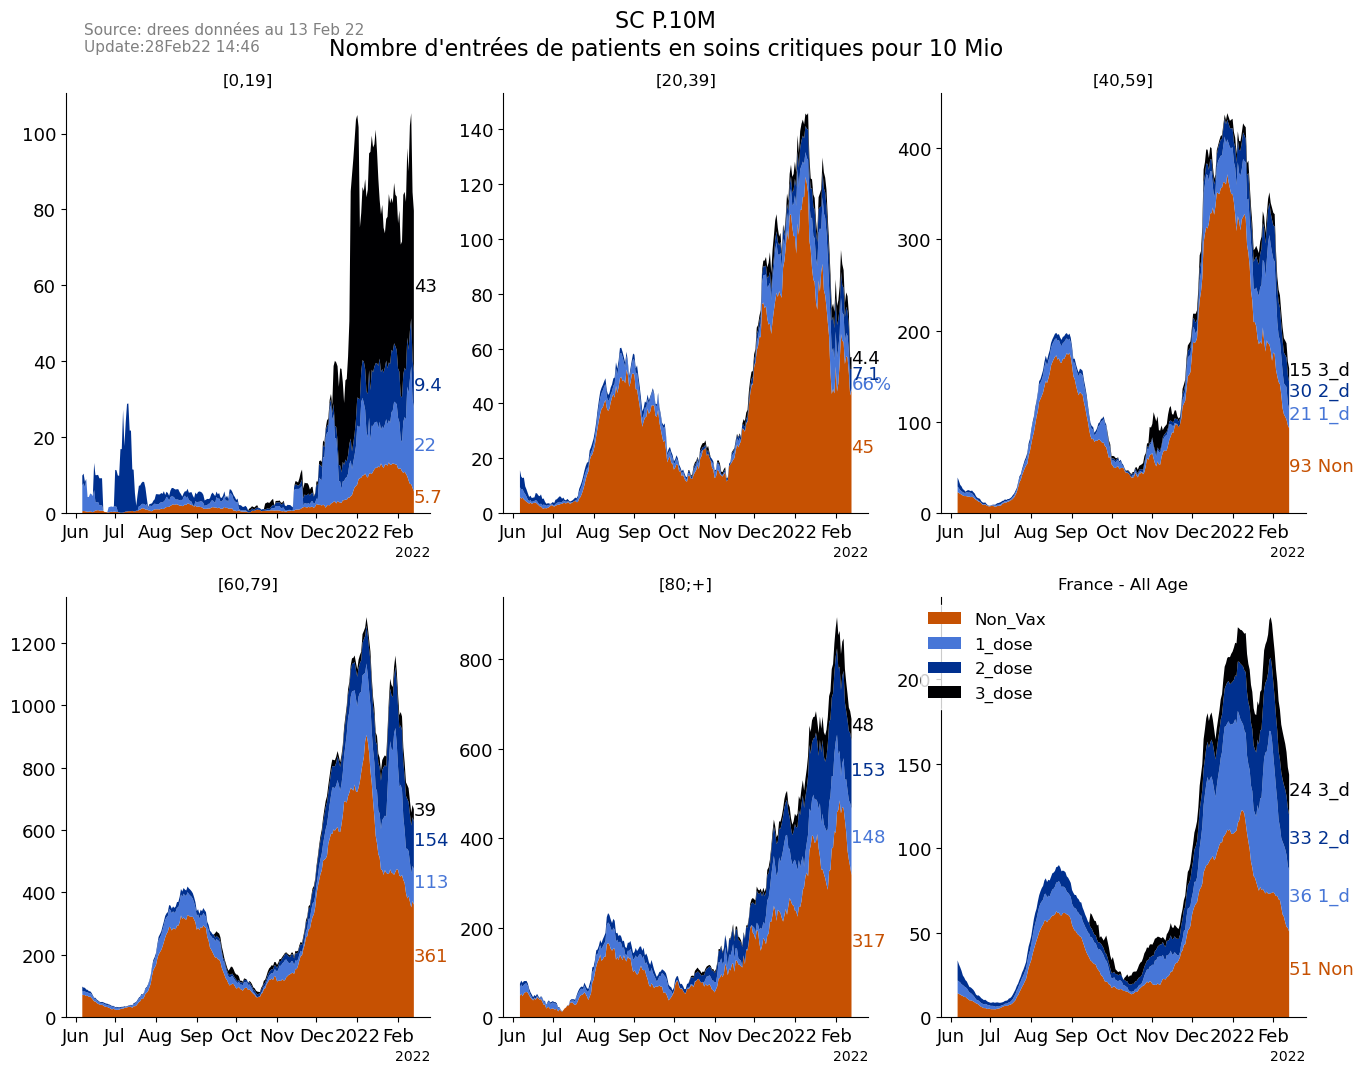 SC P.10M
Source: drees données au 13 Feb 22
Update:28Feb22 14:46
Nombre d'entrées de patients en soins critiques pour 10 Mio
[0,19]
100
80
60
40
20
0
43
9.4
22
5.7
Jun Jul Aug Sep Oct Nov Dec 2022 Feb
2022
[20,39]
140
120
100
80
60
40
20
0
4.4
7.1
66%
45
Jun Jul Aug Sep Oct Nov Dec 2022 Feb
2022
[40,59]
400
300
200
100
0
15 3_d
30 2_d
21 1_d
93 Non
Jun Jul Aug Sep Oct Nov Dec 2022 Feb
2022
[60,79]
1200
1000
800
600
400
200
0
39
154
113
361
Jun Jul Aug Sep Oct Nov Dec 2022 Feb
2022
[80;+]
800
600
400
200
0
48
153
148
317
Jun Jul Aug Sep Oct Nov Dec 2022 Feb
2022
France - All Age
Non_Vax
1_dose
2_dose
3_dose
200
150
100
50
0
24 3_d
33 2_d
36 1_d
51 Non
Jun Jul Aug Sep Oct Nov Dec 2022 Feb
2022